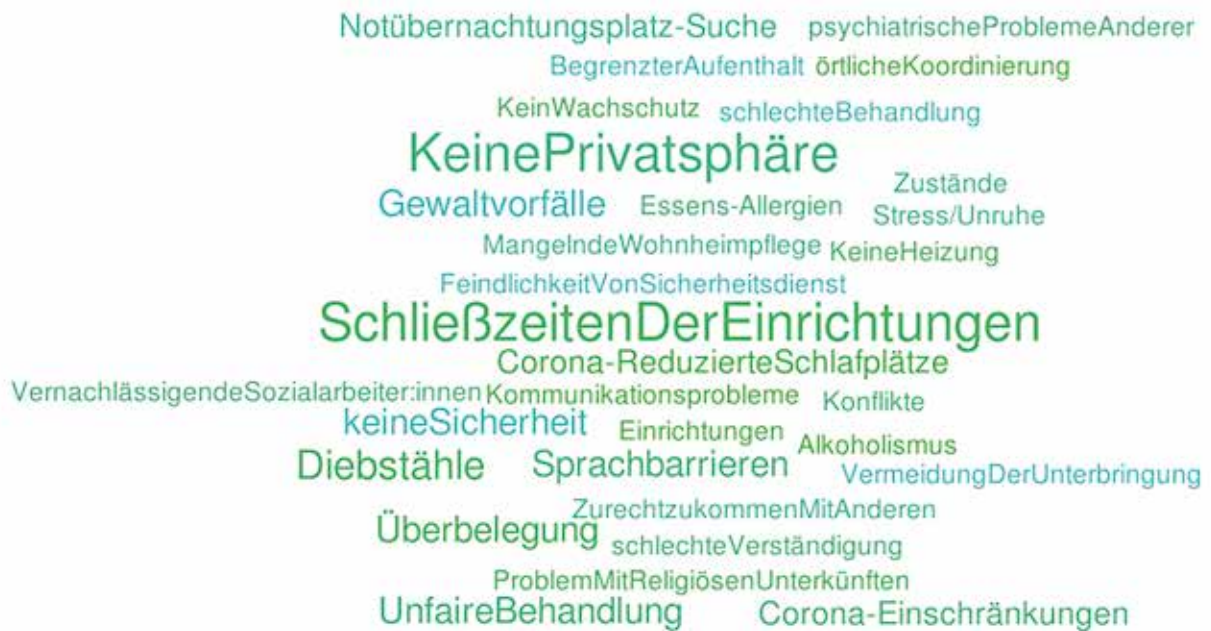 Notübernachtungsplatz-Suche psychiatrischeProblemeAnderer
BegrenzterAufenthalt örtlicheKoordinierung
KeinWachschutz schlechteBehandlung
KeinePrivatsphäre
Zustände
Gewaltvorfälle Essens-Allergien Stress/Unruhe
MangelndeWohnheimpflege KeineHeizung
FeindlichkeitVonSicherheitsdienst
SchließzeitenDerEinrichtungen
Corona-ReduzierteSchlafplätze
VernachlässigendeSozialarbeiter:innen Kommunikationsprobleme Konflikte
keineSicherheit Einrichtungen Alkoholismus
Diebstähle Sprachbarrieren VermeidungDerUnterbringung
ZurechtzukommenMitAnderen
Überbelegung schlechteVerständigung
ProblemMitReligiösenUnterkünften
UnfaireBehandlung Corona-Einschränkungen